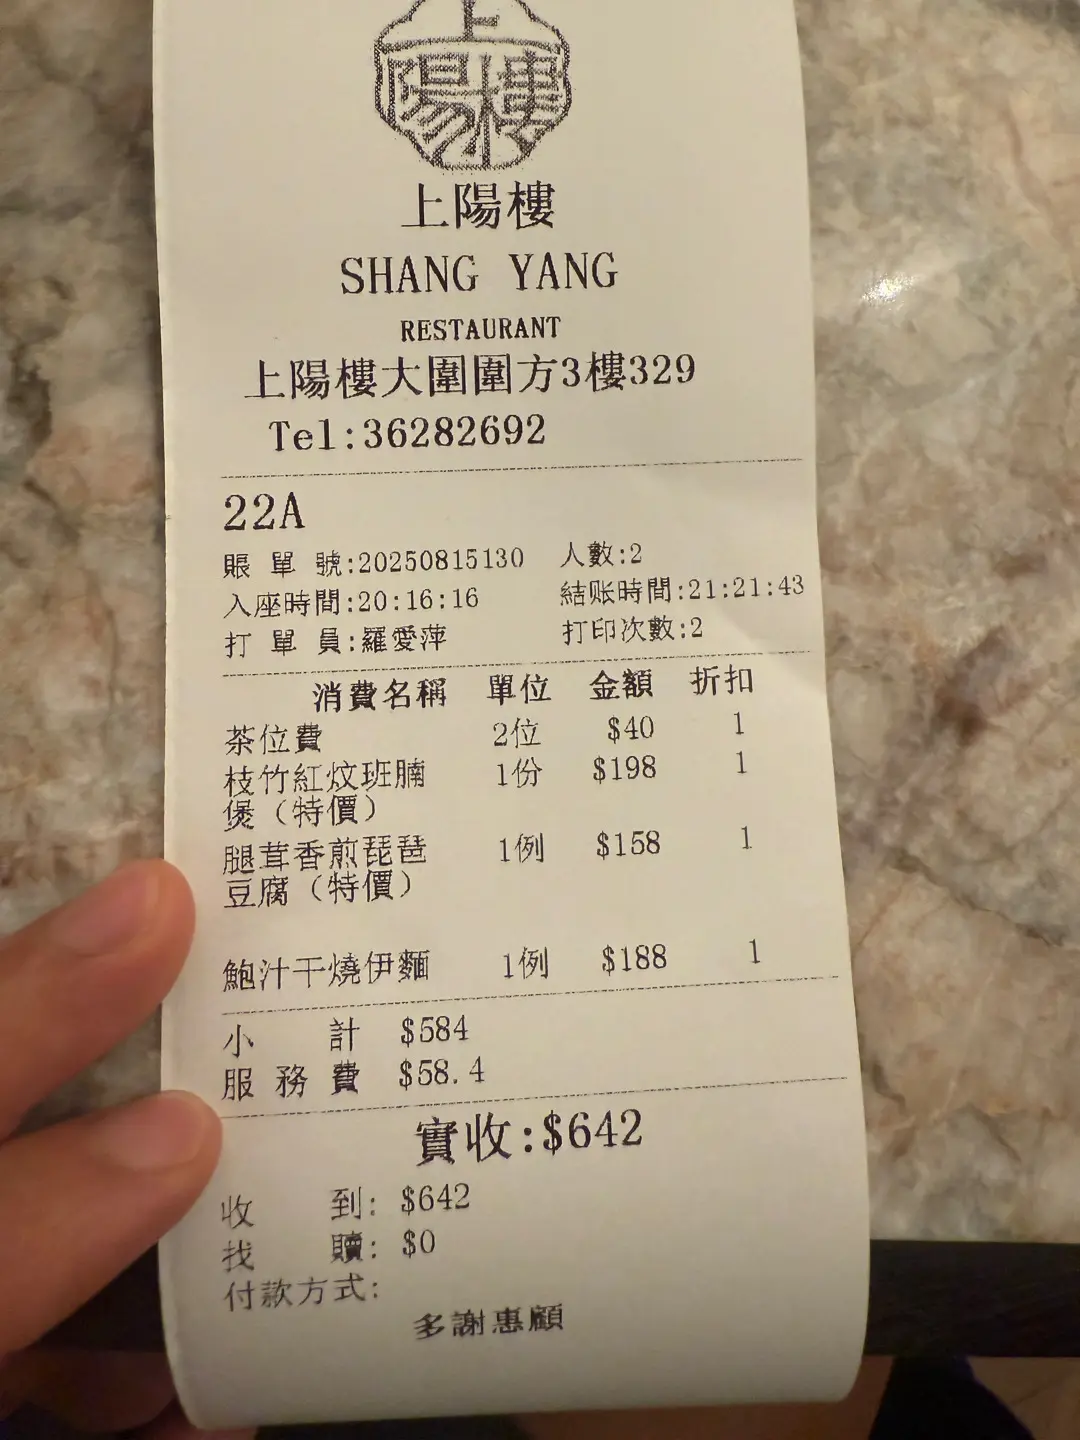 上陽樓
上陽樓
SHANG YANG
RESTAURANT
上陽樓大圍圍方3樓329
Tel:36282692
22A
賬單號:20250815130 人數:2
入座時間:20:16:16 結账時間:21:21:43
打單員:羅愛萍 打印次數:2
消費名稱 單位 金額 折扣
茶位費 2位 $40 1
枝竹紅炆班腩 1份 $198 1
煲（特價）
腿茸香煎琵琶 1例 $158 1
豆腐（特價）
鮑汁干燒伊麵 1例 $188 1
小計 $584
服務費 $58.4
實收:$642
收到: $642
找贖: $0
付款方式:
多謝惠顧